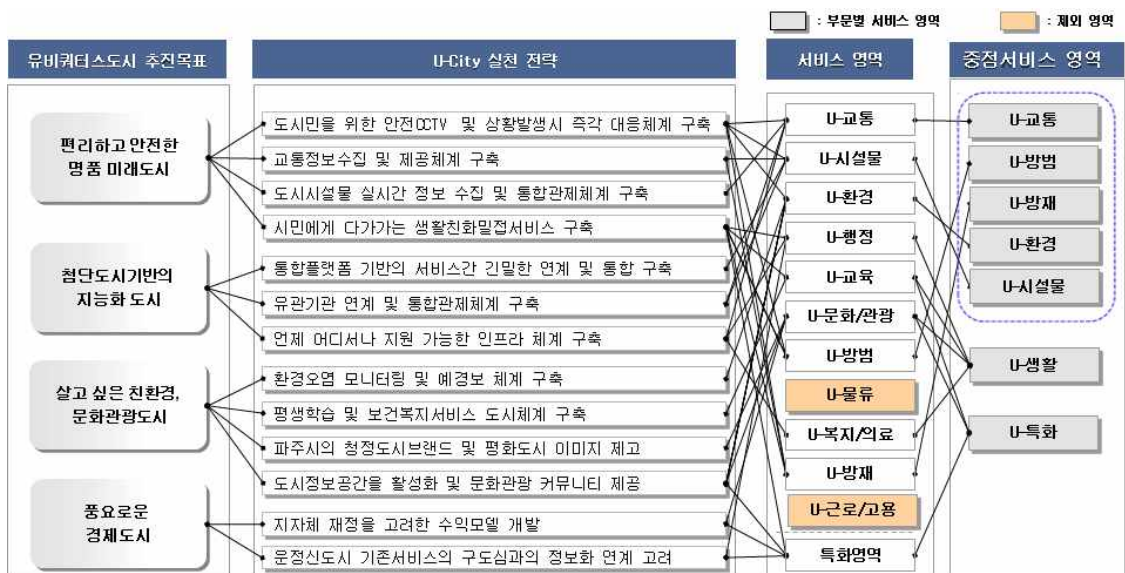 : 부문별 서비스 영역
: 제외 영역
유비쿼터스도시 추진목표
U-City 실천 전략
서비스 영역
중점서비스 영역
편리하고 안전한
명품 미래도시
첨단도시기반의
지능화 도시
살고 싶은 친환경,
문화관광도시
풍요로운
경제도시
도시민을 위한 안전CCTV 및 상황발생시 즉각 대응체계 구축
교통정보수집 및 제공체계 구축
도시시설물 실시간 정보 수집 및 통합관제체계 구축
시민에게 다가가는 생활친화밀접서비스 구축
통합플랫폼 기반의 서비스간 긴밀한 연계 및 통합 구축
유관기관 연계 및 통합관제체계 구축
언제 어디서나 지원 가능한 인프라 체계 구축
환경오염 모니터링 및 예경보 체계 구축
평생학습 및 보건복지서비스 도시체계 구축
파주시의 청정도시브랜드 및 평화도시 이미지 제고
도시정보공간을 활성화 및 문화관광 커뮤니티 제공
지자체 재정을 고려한 수익모델 개발
운정신도시 기존서비스의 구도심과의 정보화 연계 고려
U-교통
U-시설물
U-환경
U-행정
U-교육
U-문화/관광
U-방범
U-물류
U-복지/의료
U-방재
U-근로/고용
특화영역
U-교통
U-방범
U-방재
U-환경
U-시설물
U-생활
U-특화